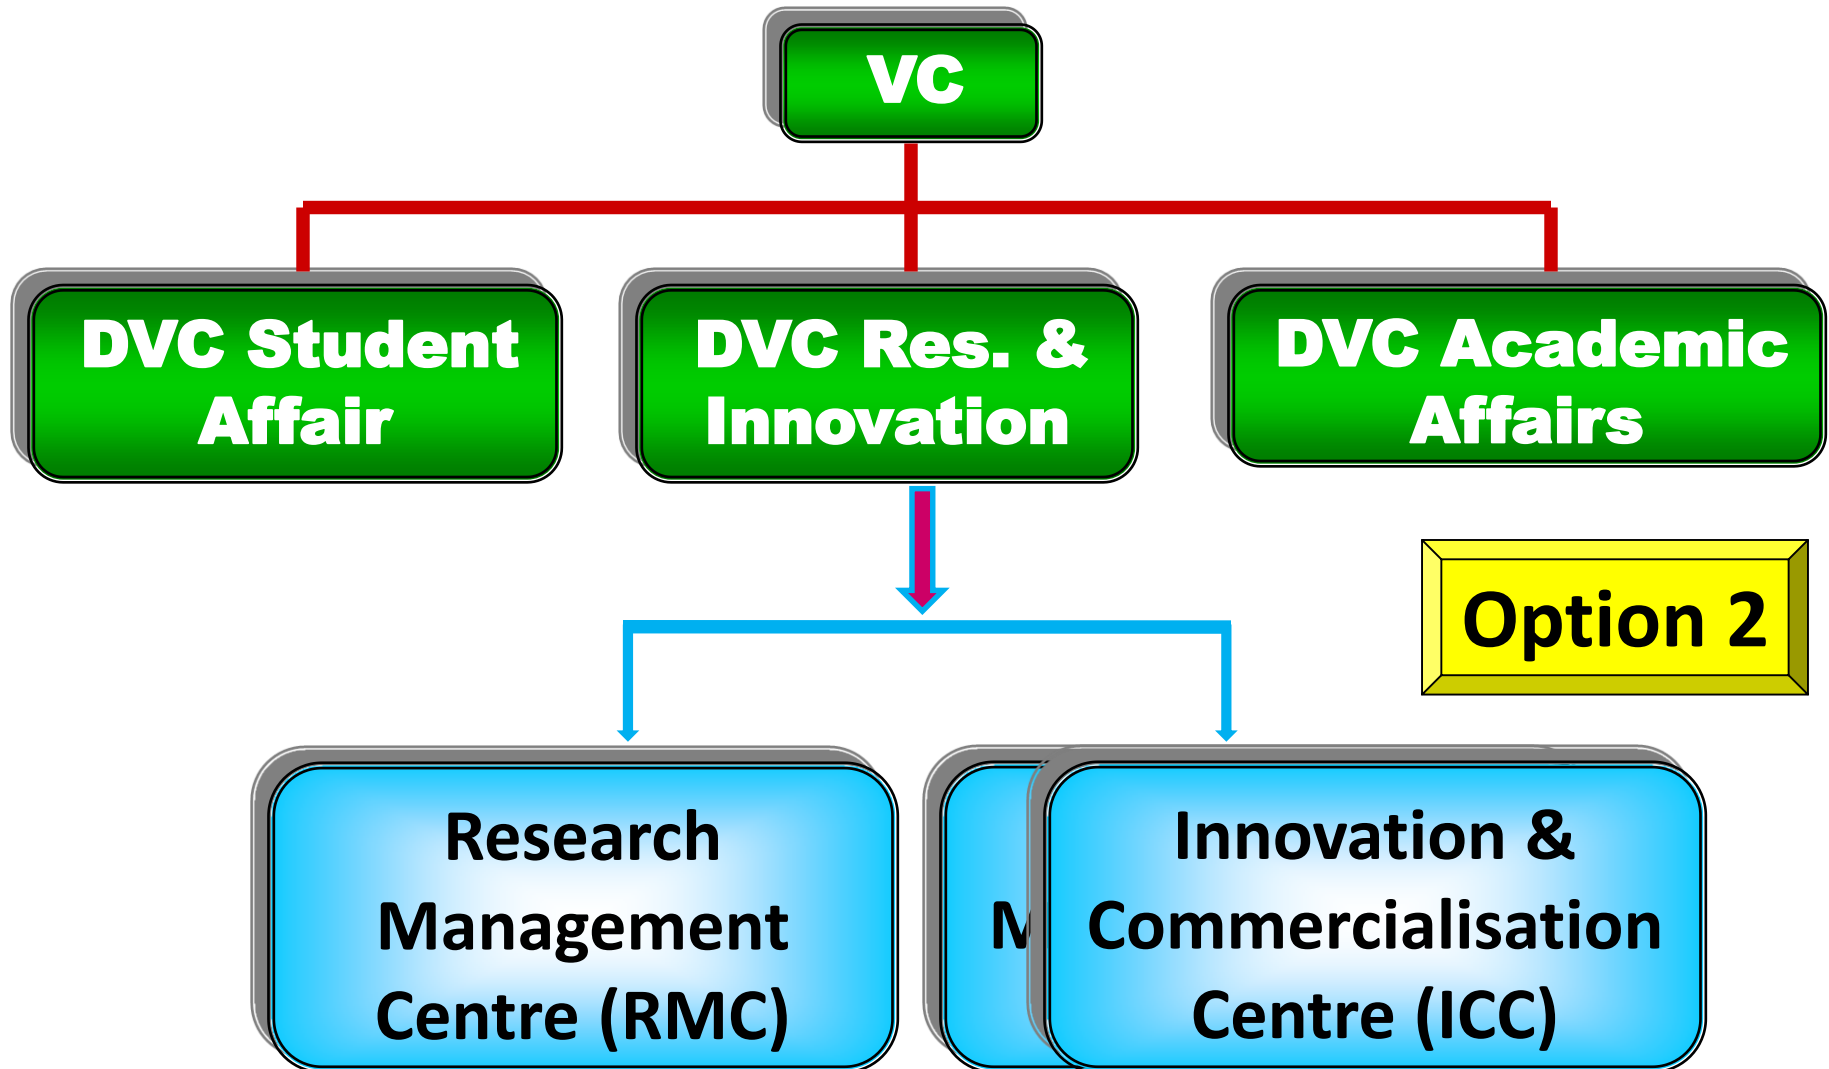 VC
DVC Student
Affair
DVC Res. &
Innovation
DVC Academic
Affairs
Option 2
Research
Management
Centre (RMC)
Innovation &
Commercialisation
Centre (ICC)